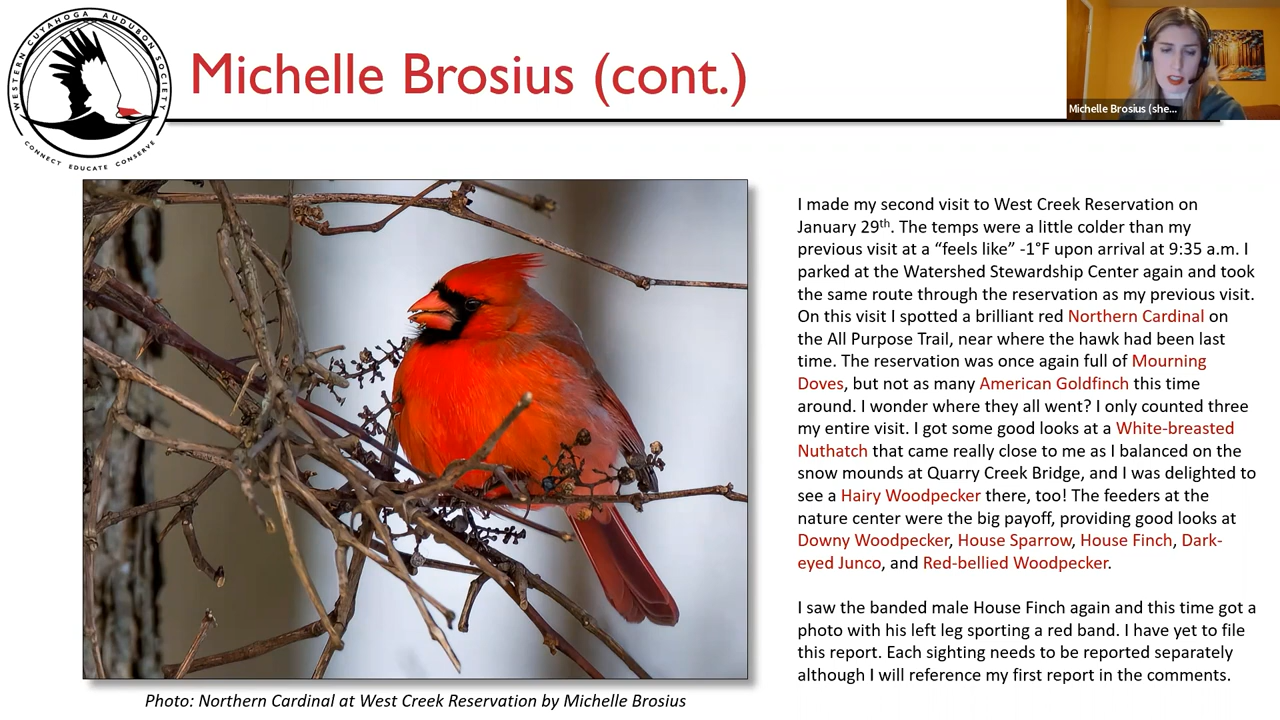 WESTERN CUYAHOGA AUDUBON SOCIETY
CONNECT EDUCATE CONSERVE
Michelle Brosius (cont.)
Michelle Brosius (she...
I made my second visit to West Creek Reservation on
January 29th. The temps were a little colder than my
previous visit at a “feels like” -1°F upon arrival at 9:35 a.m. I
parked at the Watershed Stewardship Center again and took
the same route through the reservation as my previous visit.
On this visit I spotted a brilliant red Northern Cardinal on
the All Purpose Trail, near where the hawk had been last
time. The reservation was once again full of Mourning
Doves, but not as many American Goldfinch this time
around. I wonder where they all went? I only counted three
my entire visit. I got some good looks at a White-breasted
Nuthatch that came really close to me as I balanced on the
snow mounds at Quarry Creek Bridge, and I was delighted to
see a Hairy Woodpecker there, too! The feeders at the
nature center were the big payoff, providing good looks at
Downy Woodpecker, House Sparrow, House Finch, Dark-
eyed Junco, and Red-bellied Woodpecker.
I saw the banded male House Finch again and this time got a
photo with his left leg sporting a red band. I have yet to file
this report. Each sighting needs to be reported separately
although I will reference my first report in the comments.
Photo: Northern Cardinal at West Creek Reservation by Michelle Brosius